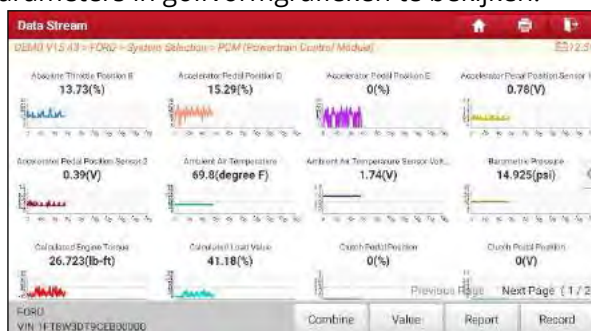 parameters in golfvormgrafieken te bekijken.
Data Stream
DEMO V15.43 > FORD > System Selection > PCM (Powertrain Control Module)
Absolute Throttle Position B
Accelerator Pedal Position D
Accelerator Pedal Position E
Accelerator Pedal Position Sensor
13.73(%)
15.29(%)
0(%)
0.78(V)
Accelerator Pedal Position Sensor 2
Ambient Air Temperature
Ambient Air Temperature Sensor Volt...
Barometric Pressure
0.39(V)
69.8(degree F)
1.74(V)
14.925(psi)
Calculated Engine Torque
Calculated Load Value
Clutch Pedal Position
Clutch Pedal Position
26.723(lb-ft)
41.18(%)
0(%)
0(V)
Previous Page Next Page (1/2
FORD
VIN 1FTBW3DT9CEB00000
Combine
Value
Report
Record